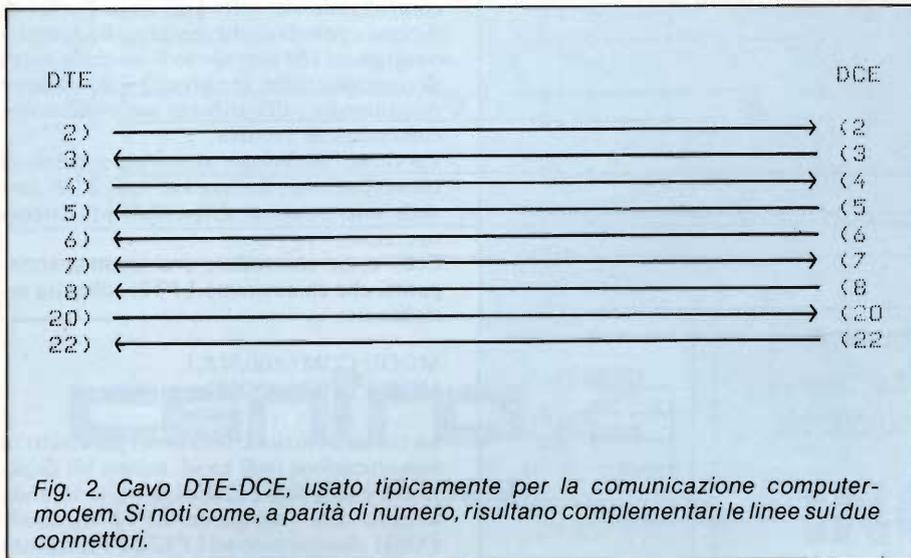 DTE DCE
2) (2
3) (3
4) (4
5) (5
6) (6
7) (7
8) (8
20) (20
22) (22
Fig. 2. Cavo DTE-DCE, usato tipicamente per la comunicazione computer-
modem. Si noti come, a parità di numero, risultano complementari le linee sui due
connettori.